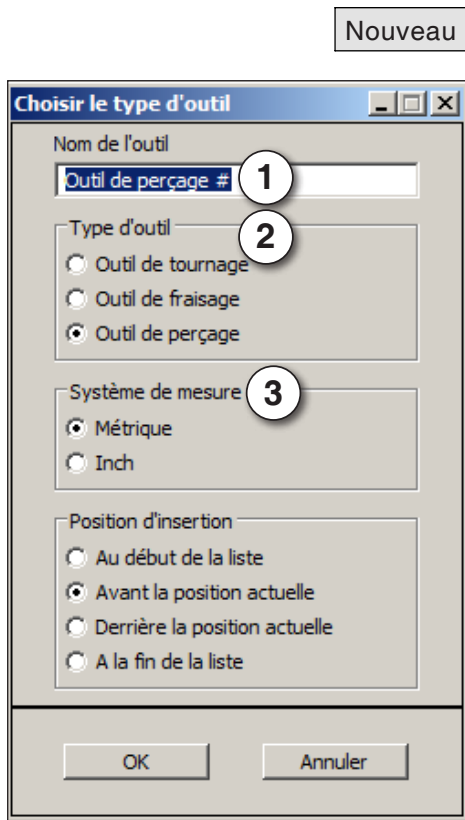 Nouveau
Choisir le type d'outil
Nom de l'outil
Outil de perçage #
1
Type d'outil
2
Outil de tournage
Outil de fraisage
Outil de perçage
Système de mesure
3
Métrique
Inch
Position d'insertion
Au début de la liste
Avant la position actuelle
Derrière la position actuelle
A la fin de la liste
OK
Annuler